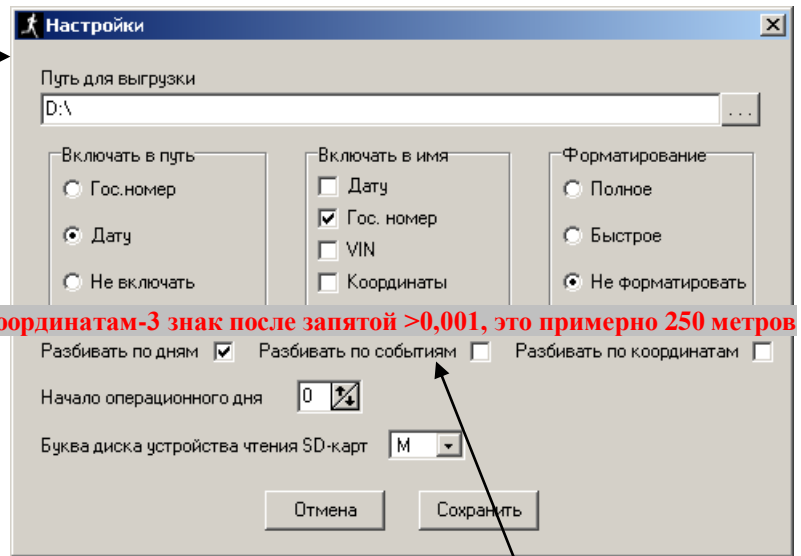 Настройки
Путь для выгрузки
D:\
...
Включать в путь
Гос.номер
Дату
Не включать
Включать в имя
Дату
Гос. номер
VIN
Координаты
Форматирование
Полное
Быстрое
Не форматировать
оординатам-3 знак после запятой >0,001, это примерно 250 метров
Разбивать по дням Разбивать по событиям Разбивать по координатам
Начало операционного дня 0
Буква диска устройства чтения SD-карт M
Отмена Сохранить